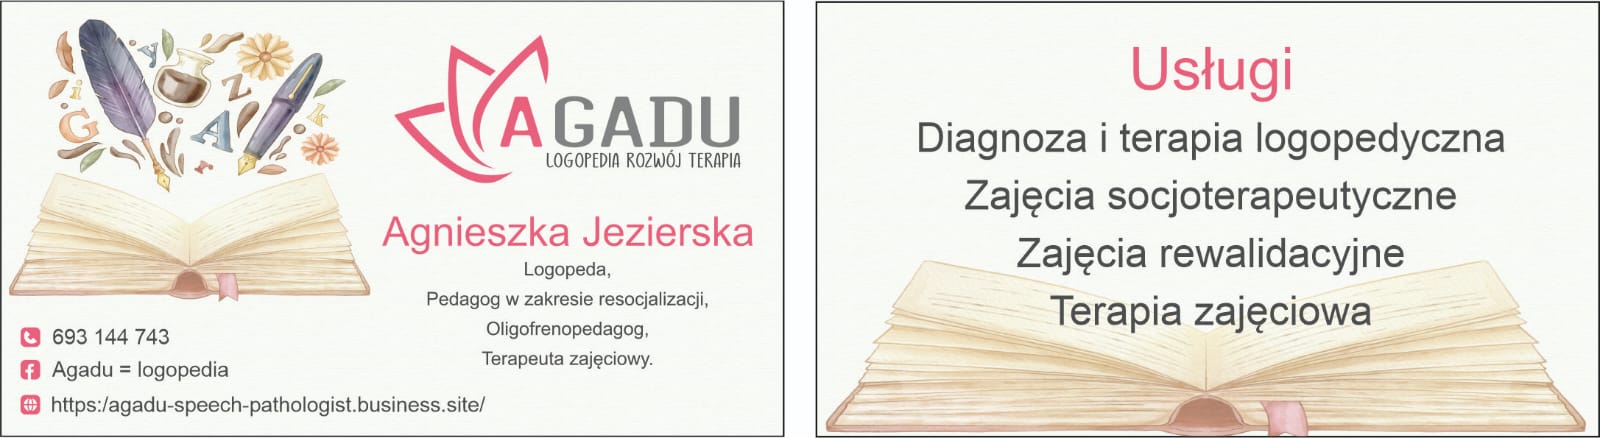 i
y
Z
G
A
k
r
AGADU
LOGOPEDIA ROZWÓJ TERAPIA
Agnieszka Jezierska
Logopeda,
Pedagog w zakresie resocjalizacji,
Oligofrenopedagog,
Terapeuta zajęciowy.
693 144 743
Agadu = logopedia
https:/agadu-speech-pathologist.business.site/
Usługi
Diagnoza i terapia logopedyczna
Zajęcia socjoterapeutyczne
Zajęcia rewalidacyjne
Terapia zajęciowa